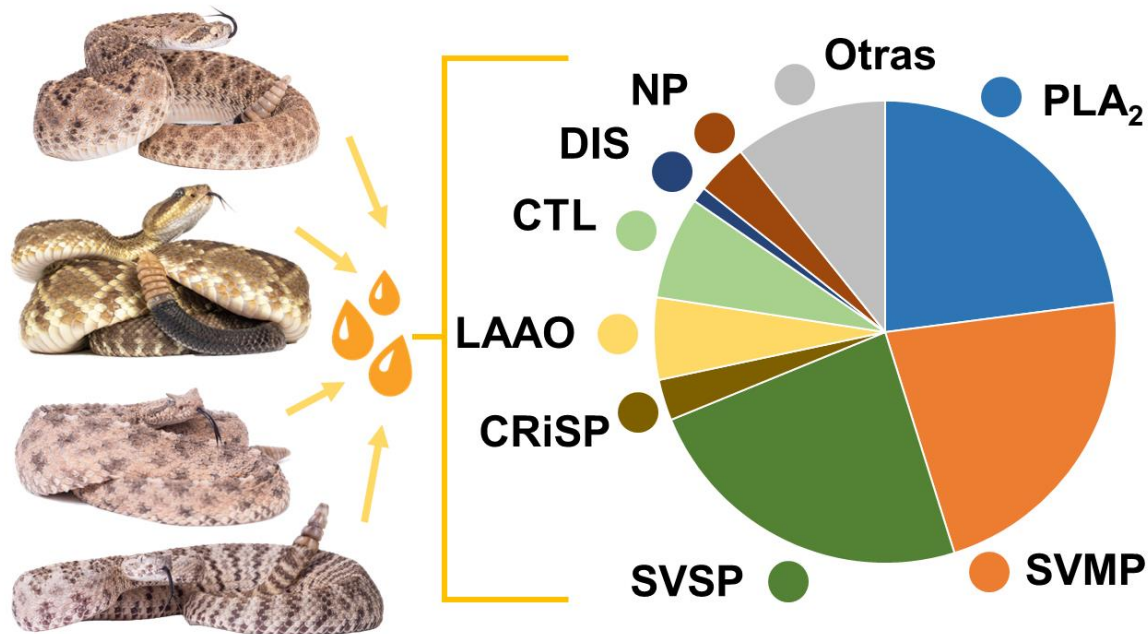 Otras
PLA₂
NP
DIS
CTL
LAAO
CRiSP
SVSP
SVMP